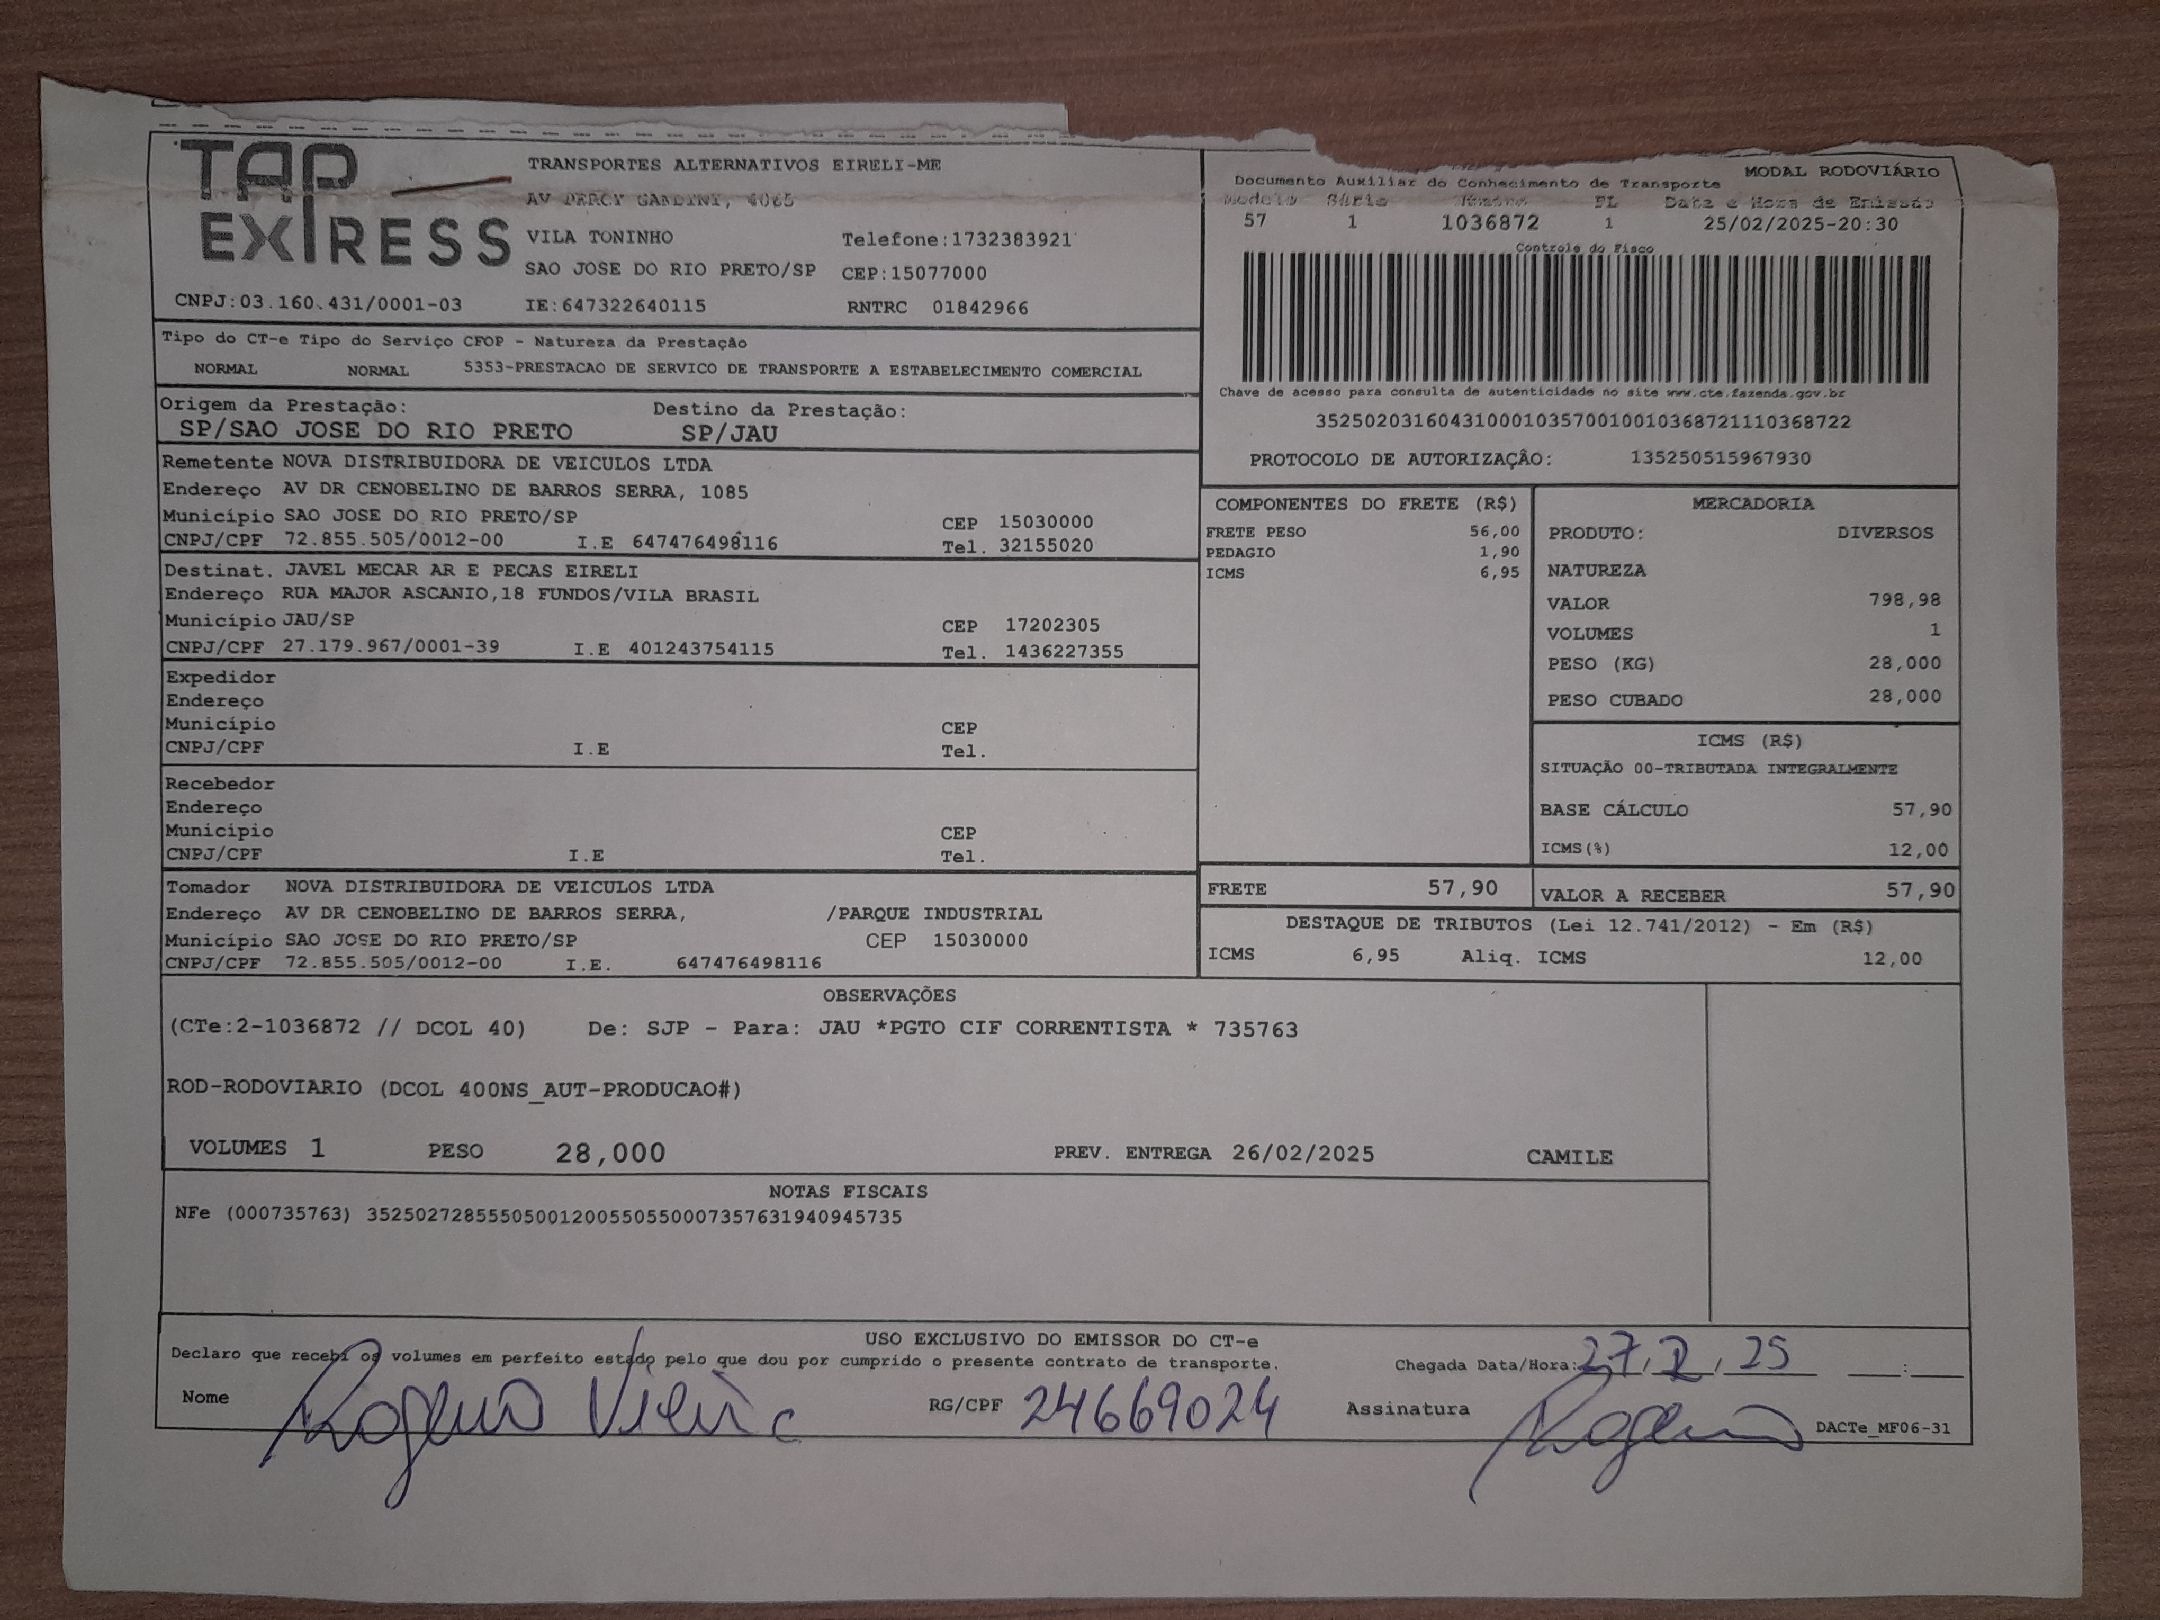 TAP
EXPRESS
TRANSPORTES ALTERNATIVOS EIRELI-ME
AV PERCY GANDINI, 4065
VILA TONINHO
Telefone:1732383921
SAO JOSE DO RIO PRETO/SP CEP:15077000
CNPJ:03.160.431/0001-03 IE:647322640115 RNTRC 01842966
MODAL RODOVIÁRIO
Documento Auxiliar do Conhecimento de Transporte
Modelo Série Número FL Data e Hora de Emissão
57 1 1036872 1 25/02/2025-20:30
Controle do Fisco
Chave de acesso para consulta de autenticidade no site www.cte.fazenda.gov.br
35250203160431000103570010010368721110368722
PROTOCOLO DE AUTORIZAÇÃO: 135250515967930
Tipo do CT-e Tipo do Serviço CFOP - Natureza da Prestação
NORMAL NORMAL 5353-PRESTACAO DE SERVICO DE TRANSPORTE A ESTABELECIMENTO COMERCIAL
Origem da Prestação: Destino da Prestação:
SP/SAO JOSE DO RIO PRETO SP/JAU
Remetente NOVA DISTRIBUIDORA DE VEICULOS LTDA
Endereço AV DR CENOBELINO DE BARROS SERRA, 1085
Município SAO JOSE DO RIO PRETO/SP CEP 15030000
CNPJ/CPF 72.855.505/0012-00 I.E 647476498116 Tel. 32155020
Destinat. JAVEL MECAR AR E PECAS EIRELI
Endereço RUA MAJOR ASCANIO,18 FUNDOS/VILA BRASIL
Município JAU/SP CEP 17202305
CNPJ/CPF 27.179.967/0001-39 I.E 401243754115 Tel. 1436227355
Expedidor
Endereço
Município CEP
CNPJ/CPF I.E Tel.
Recebedor
Endereço
Município CEP
CNPJ/CPF I.E Tel.
Tomador NOVA DISTRIBUIDORA DE VEICULOS LTDA
Endereço AV DR CENOBELINO DE BARROS SERRA, /PARQUE INDUSTRIAL
Município SAO JOSE DO RIO PRETO/SP CEP 15030000
CNPJ/CPF 72.855.505/0012-00 I.E. 647476498116
COMPONENTES DO FRETE (R$)
FRETE PESO 56,00
PEDAGIO 1,90
ICMS 6,95
MERCADORIA
PRODUTO: DIVERSOS
NATUREZA
VALOR 798,98
VOLUMES 1
PESO (KG) 28,000
PESO CUBADO 28,000
ICMS (R$)
SITUAÇÃO 00-TRIBUTADA INTEGRALMENTE
BASE CÁLCULO 57,90
ICMS(%) 12,00
FRETE 57,90 VALOR A RECEBER 57,90
DESTAQUE DE TRIBUTOS (Lei 12.741/2012) - Em (R$)
ICMS 6,95 Aliq. ICMS 12,00
OBSERVAÇÕES
(CTe:2-1036872 // DCOL 40) De: SJP - Para: JAU *PGTO CIF CORRENTISTA * 735763
ROD-RODOVIARIO (DCOL 400NS_AUT-PRODUCAO#)
VOLUMES 1 PESO 28,000 PREV. ENTREGA 26/02/2025 CAMILE
NOTAS FISCAIS
NFe (000735763) 35250272855505001200550550007357631940945735
USO EXCLUSIVO DO EMISSOR DO CT-e
Declaro que recebi os volumes em perfeito estado pelo que dou por cumprido o presente contrato de transporte. Chegada Data/Hora: 27.2.25 :
Nome Rogerio Vieira RG/CPF 24669024 Assinatura Rogerio DACTe_MF06-31